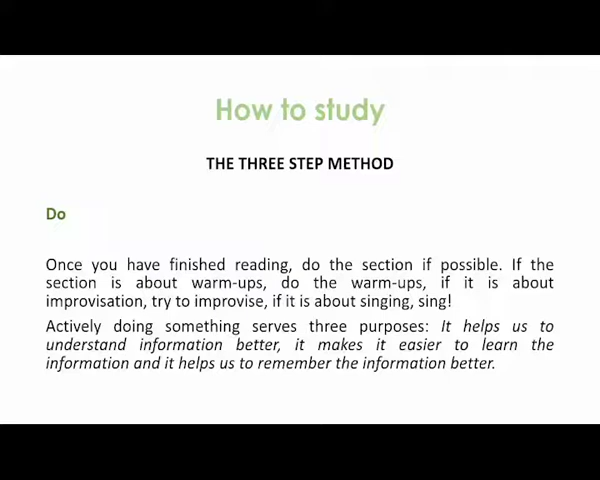 How to study
THE THREE STEP METHOD
Do
Once you have finished reading, do the section if possible. If the
section is about warm-ups, do the warm-ups, if it is about
improvisation, try to improvise, if it is about singing, sing!
Actively doing something serves three purposes: It helps us to
understand information better, it makes it easier to learn the
information and it helps us to remember the information better.